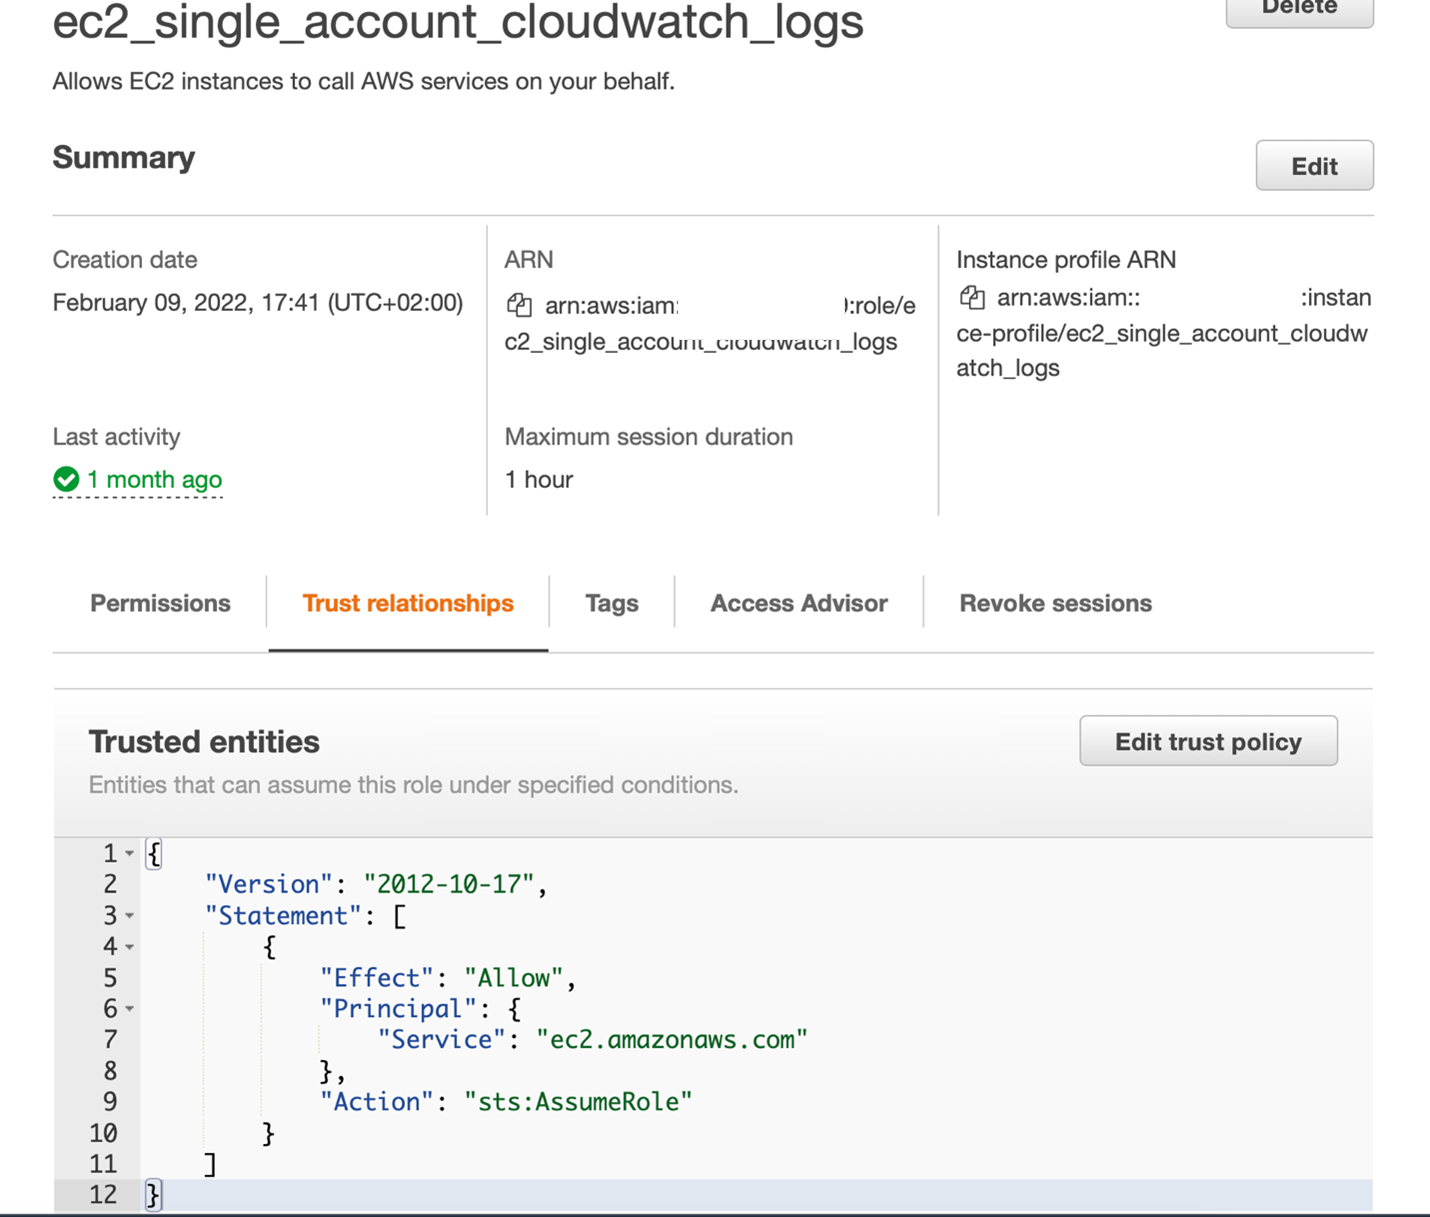 ec2_single_account_cloudwatch_logs
Delete
Allows EC2 instances to call AWS services on your behalf.
Summary
Edit
Creation date
February 09, 2022, 17:41 (UTC+02:00)
ARN
arn:aws:iam: ):role/e
c2_single_account_cloudwatch_logs
Instance profile ARN
arn:aws:iam:: :instan
ce-profile/ec2_single_account_cloudw
atch_logs
Last activity
1 month ago
Maximum session duration
1 hour
Permissions
Trust relationships
Tags
Access Advisor
Revoke sessions
Trusted entities
Edit trust policy
Entities that can assume this role under specified conditions.
1 {
2 "Version": "2012-10-17",
3 "Statement": [
4 {
5 "Effect": "Allow",
6 "Principal": {
7 "Service": "ec2.amazonaws.com"
8 },
9 "Action": "sts:AssumeRole"
10 }
11 ]
12 }